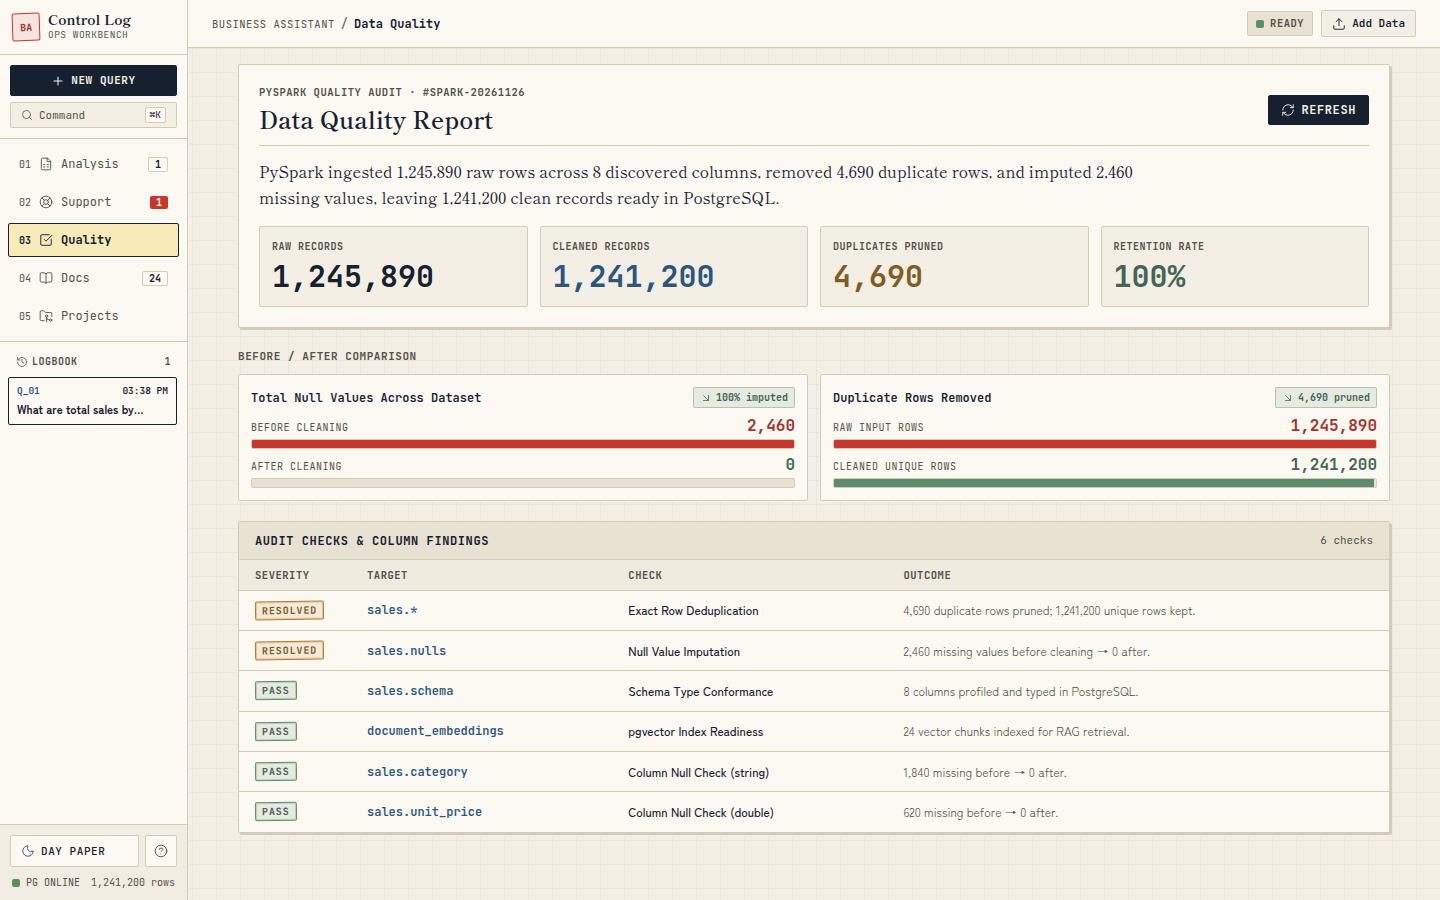 BA
Control Log
OPS WORKBENCH
+ NEW QUERY
Command ⌘K
01 Analysis 1
02 Support 1
03 Quality
04 Docs 24
05 Projects
LOGBOOK 1
Q_01 03:38 PM
What are total sales by...
DAY PAPER
PG ONLINE 1,241,200 rows
BUSINESS ASSISTANT / Data Quality
READY
Add Data
PYSPARK QUALITY AUDIT · #SPARK-20261126
Data Quality Report
REFRESH
PySpark ingested 1,245,890 raw rows across 8 discovered columns, removed 4,690 duplicate rows, and imputed 2,460
missing values, leaving 1,241,200 clean records ready in PostgreSQL.
RAW RECORDS
1,245,890
CLEANED RECORDS
1,241,200
DUPLICATES PRUNED
4,690
RETENTION RATE
100%
BEFORE / AFTER COMPARISON
Total Null Values Across Dataset
↘ 100% imputed
BEFORE CLEANING 2,460
AFTER CLEANING 0
Duplicate Rows Removed
↘ 4,690 pruned
RAW INPUT ROWS 1,245,890
CLEANED UNIQUE ROWS 1,241,200
AUDIT CHECKS & COLUMN FINDINGS 6 checks
SEVERITY TARGET CHECK OUTCOME
RESOLVED sales.* Exact Row Deduplication 4,690 duplicate rows pruned; 1,241,200 unique rows kept.
RESOLVED sales.nulls Null Value Imputation 2,460 missing values before cleaning → 0 after.
PASS sales.schema Schema Type Conformance 8 columns profiled and typed in PostgreSQL.
PASS document_embeddings pgvector Index Readiness 24 vector chunks indexed for RAG retrieval.
PASS sales.category Column Null Check (string) 1,840 missing before → 0 after.
PASS sales.unit_price Column Null Check (double) 620 missing before → 0 after.